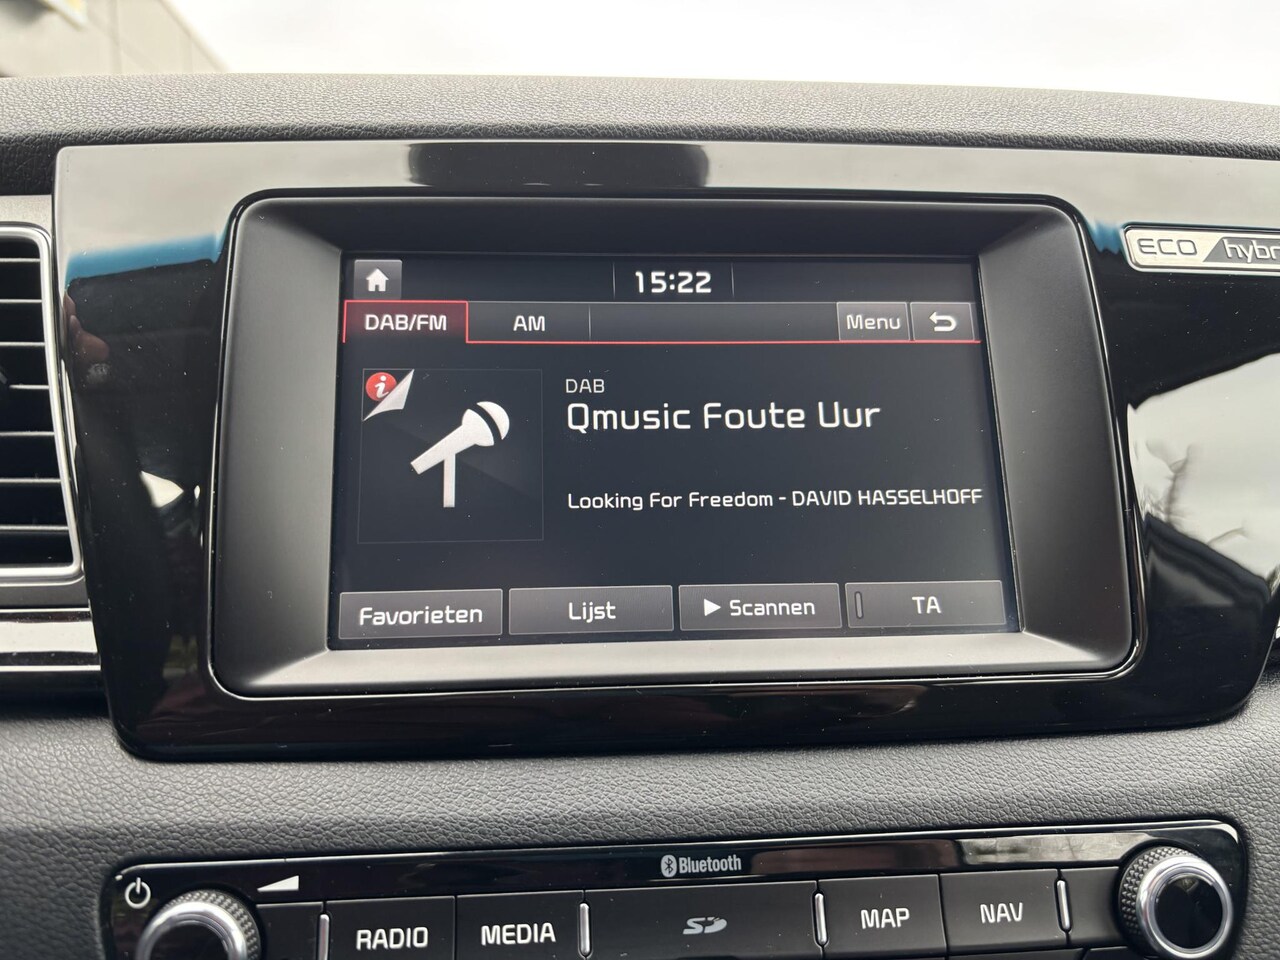 15:22
DAB/FM
AM
Menu
ECO hybr
i
DAB
Qmusic Foute Uur
Looking For Freedom - DAVID HASSELHOFF
Favorieten
Lijst
Scannen
TA
Bluetooth
RADIO
MEDIA
SD
MAP
NAV